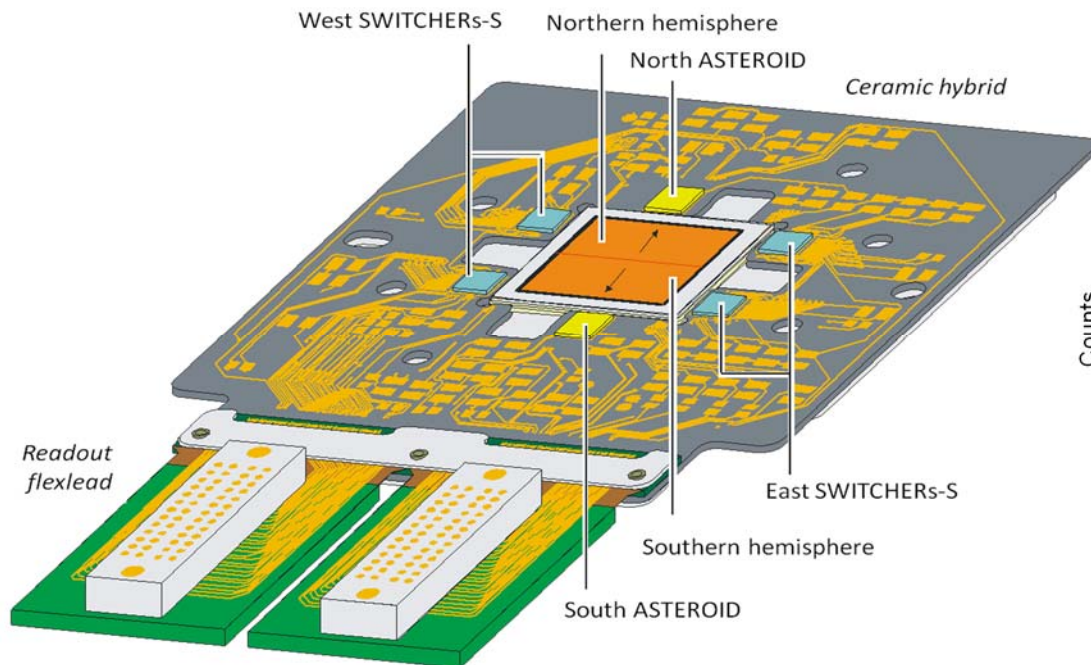 West SWITCHERs-S
Northern hemisphere
North ASTEROID
Ceramic hybrid
Counts
Readout
flexlead
East SWITCHERs-S
Southern hemisphere
South ASTEROID